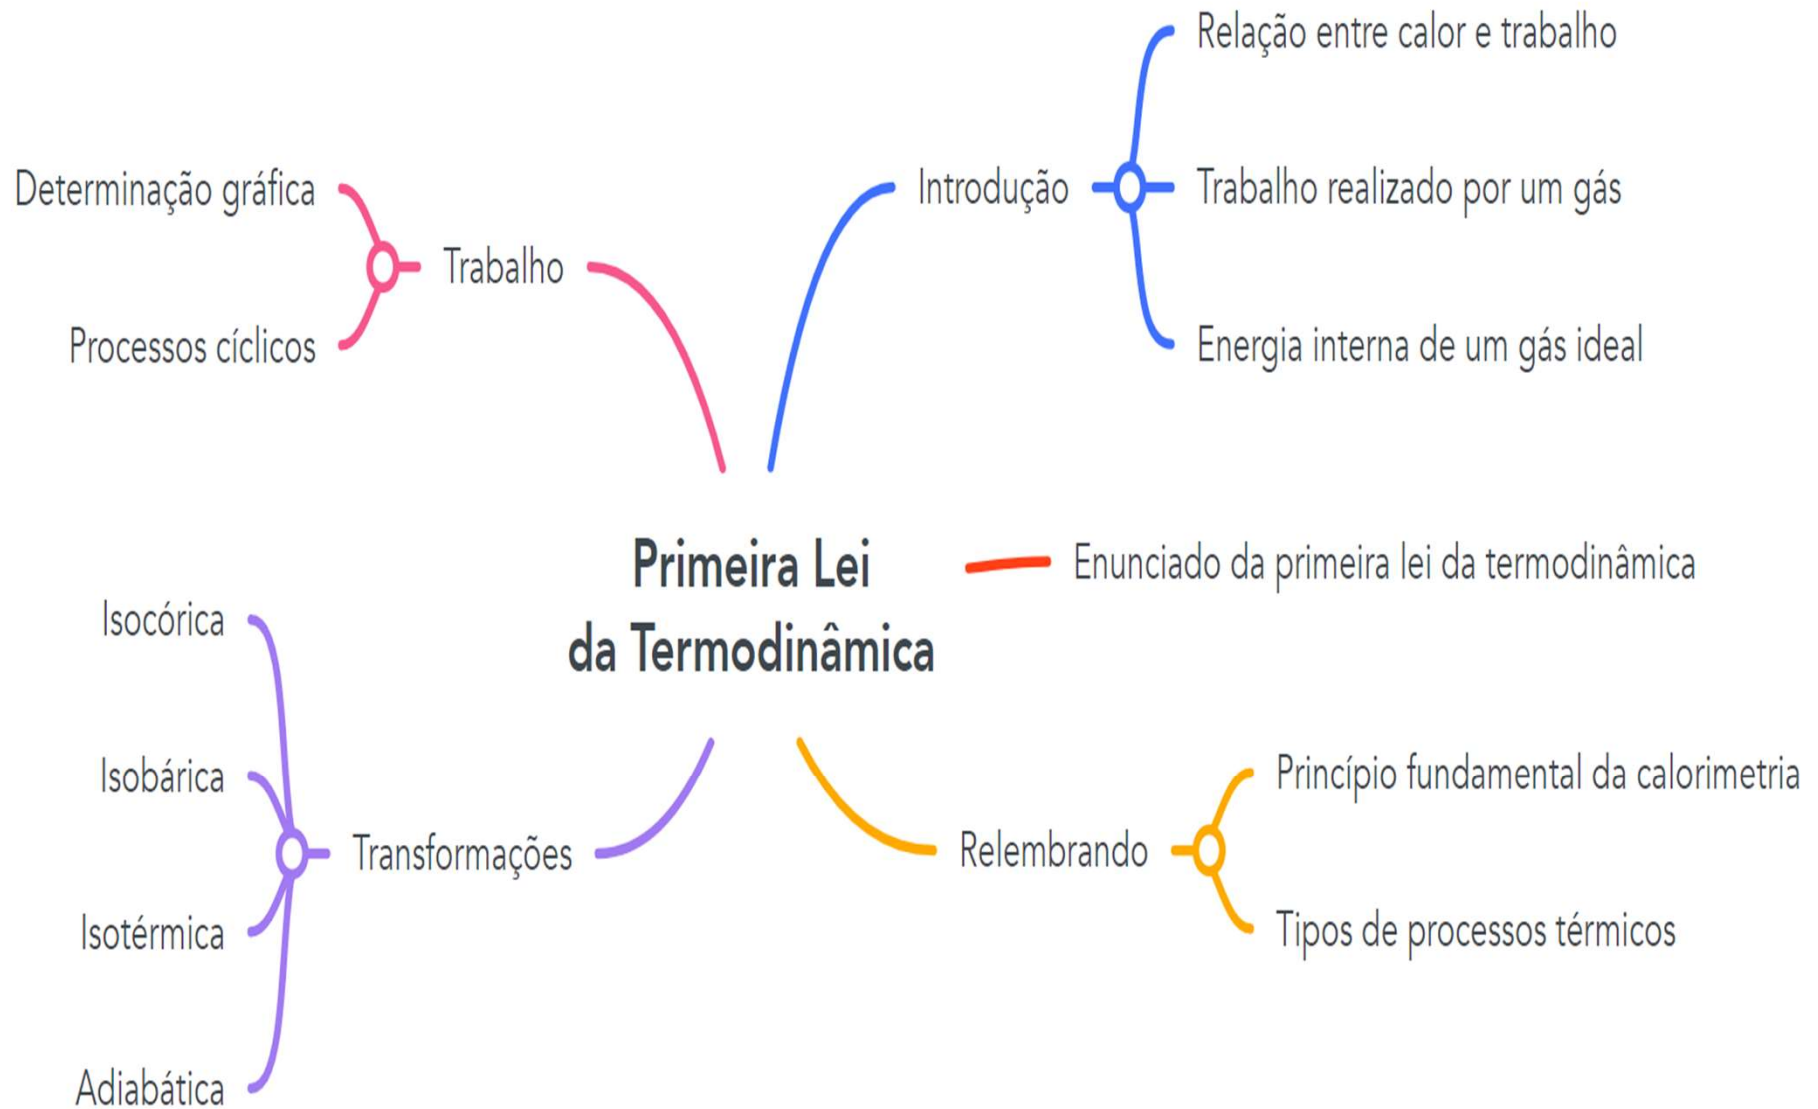 Relação entre calor e trabalho
Introdução
Trabalho realizado por um gás
Energia interna de um gás ideal
Determinação gráfica
Trabalho
Processos cíclicos
Primeira Lei
da Termodinâmica
Enunciado da primeira lei da termodinâmica
Isocórica
Isobárica
Transformações
Isotérmica
Adiabática
Relembrando
Princípio fundamental da calorimetria
Tipos de processos térmicos